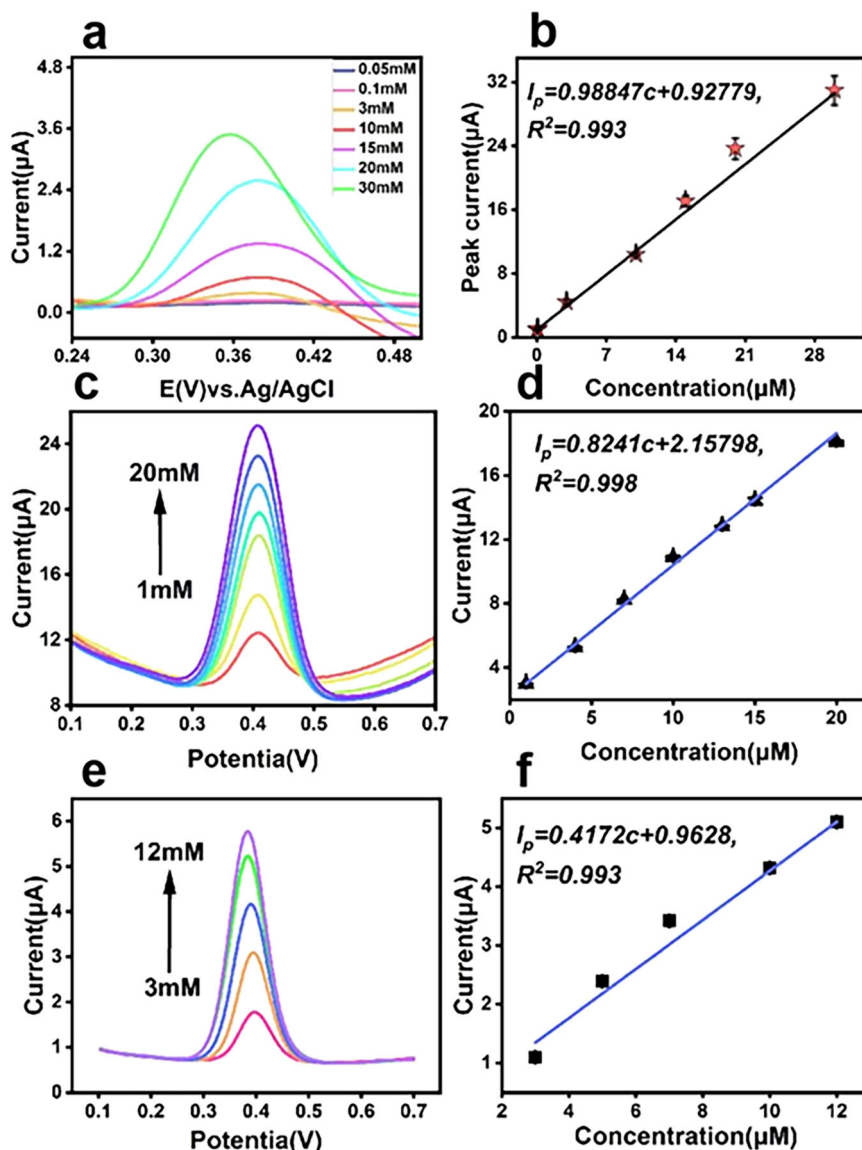 a
4.8
3.6
2.4
1.2
0.0
Current(µA)
0.05mM
0.1mM
3mM
10mM
15mM
20mM
30mM
0.24 0.30 0.36 0.42 0.48
E(V)vs.Ag/AgCl
b
32
24
16
8
0
Peak current(µA)
Ip=0.98847c+0.92779,
R²=0.993
0 7 14 21 28
Concentration(µM)
c
24
20
16
12
8
Current(µA)
20mM
1mM
0.1 0.2 0.3 0.4 0.5 0.6 0.7
Potentia(V)
d
20
16
12
8
4
Current(µA)
Ip=0.8241c+2.15798,
R²=0.998
0 5 10 15 20
Concentration(µM)
e
6
5
4
3
2
1
0
Current(µA)
12mM
3mM
0.1 0.2 0.3 0.4 0.5 0.6 0.7
Potentia(V)
f
5
4
3
2
1
Current(µA)
Ip=0.4172c+0.9628,
R²=0.993
2 4 6 8 10 12
Concentration(µM)